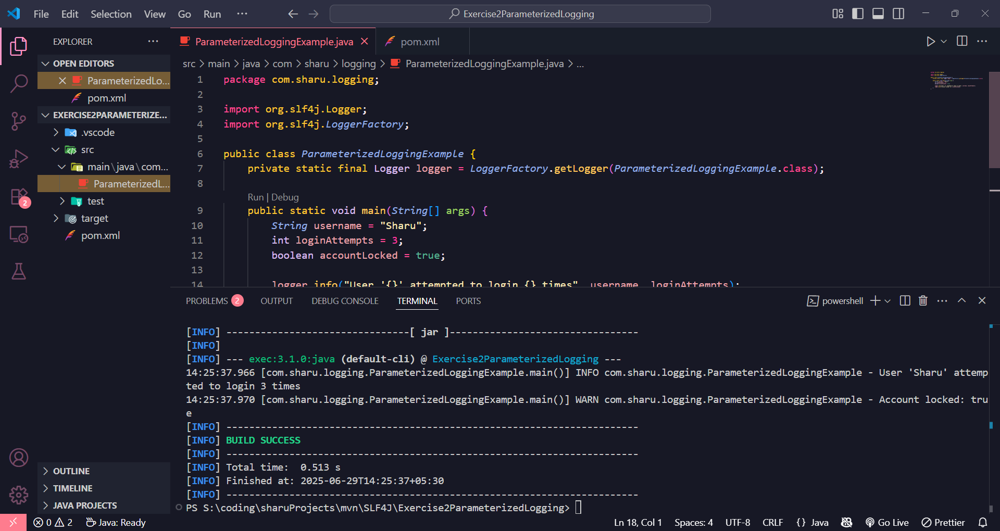 File Edit Selection View Go Run ···
Exercise2ParameterizedLogging
EXPLORER ···
OPEN EDITORS
ParameterizedLo...
pom.xml
EXERCISE2PARAMETERIZE...
.vscode
src
main\java\com...
ParameterizedL...
test
target
pom.xml
OUTLINE
TIMELINE
JAVA PROJECTS
2
ParameterizedLoggingExample.java
pom.xml
src > main > java > com > sharu > logging > ParameterizedLoggingExample.java > ...
1 package com.sharu.logging;
2
3 import org.slf4j.Logger;
4 import org.slf4j.LoggerFactory;
5
6 public class ParameterizedLoggingExample {
7 private static final Logger logger = LoggerFactory.getLogger(ParameterizedLoggingExample.class);
8
Run | Debug
9 public static void main(String[] args) {
10 String username = "Sharu";
11 int loginAttempts = 3;
12 boolean accountLocked = true;
13
14 logger.info("User '{}' attempted to login {} times", username, loginAttempts);
PROBLEMS 2 OUTPUT DEBUG CONSOLE TERMINAL PORTS
powershell
[INFO] --------------------------------[ jar ]---------------------------------
[INFO]
[INFO] --- exec:3.1.0:java (default-cli) @ Exercise2ParameterizedLogging ---
14:25:37.966 [com.sharu.logging.ParameterizedLoggingExample.main()] INFO com.sharu.logging.ParameterizedLoggingExample - User 'Sharu' attemp
ted to login 3 times
14:25:37.970 [com.sharu.logging.ParameterizedLoggingExample.main()] WARN com.sharu.logging.ParameterizedLoggingExample - Account locked: tru
e
[INFO] ------------------------------------------------------------------------
[INFO] BUILD SUCCESS
[INFO] ------------------------------------------------------------------------
[INFO] Total time:  0.513 s
[INFO] Finished at: 2025-06-29T14:25:37+05:30
[INFO] ------------------------------------------------------------------------
PS S:\coding\sharuProjects\mvn\SLF4J\Exercise2ParameterizedLogging>
0 2 Java: Ready
Ln 18, Col 1 Spaces: 4 UTF-8 CRLF {} Java Go Live Prettier